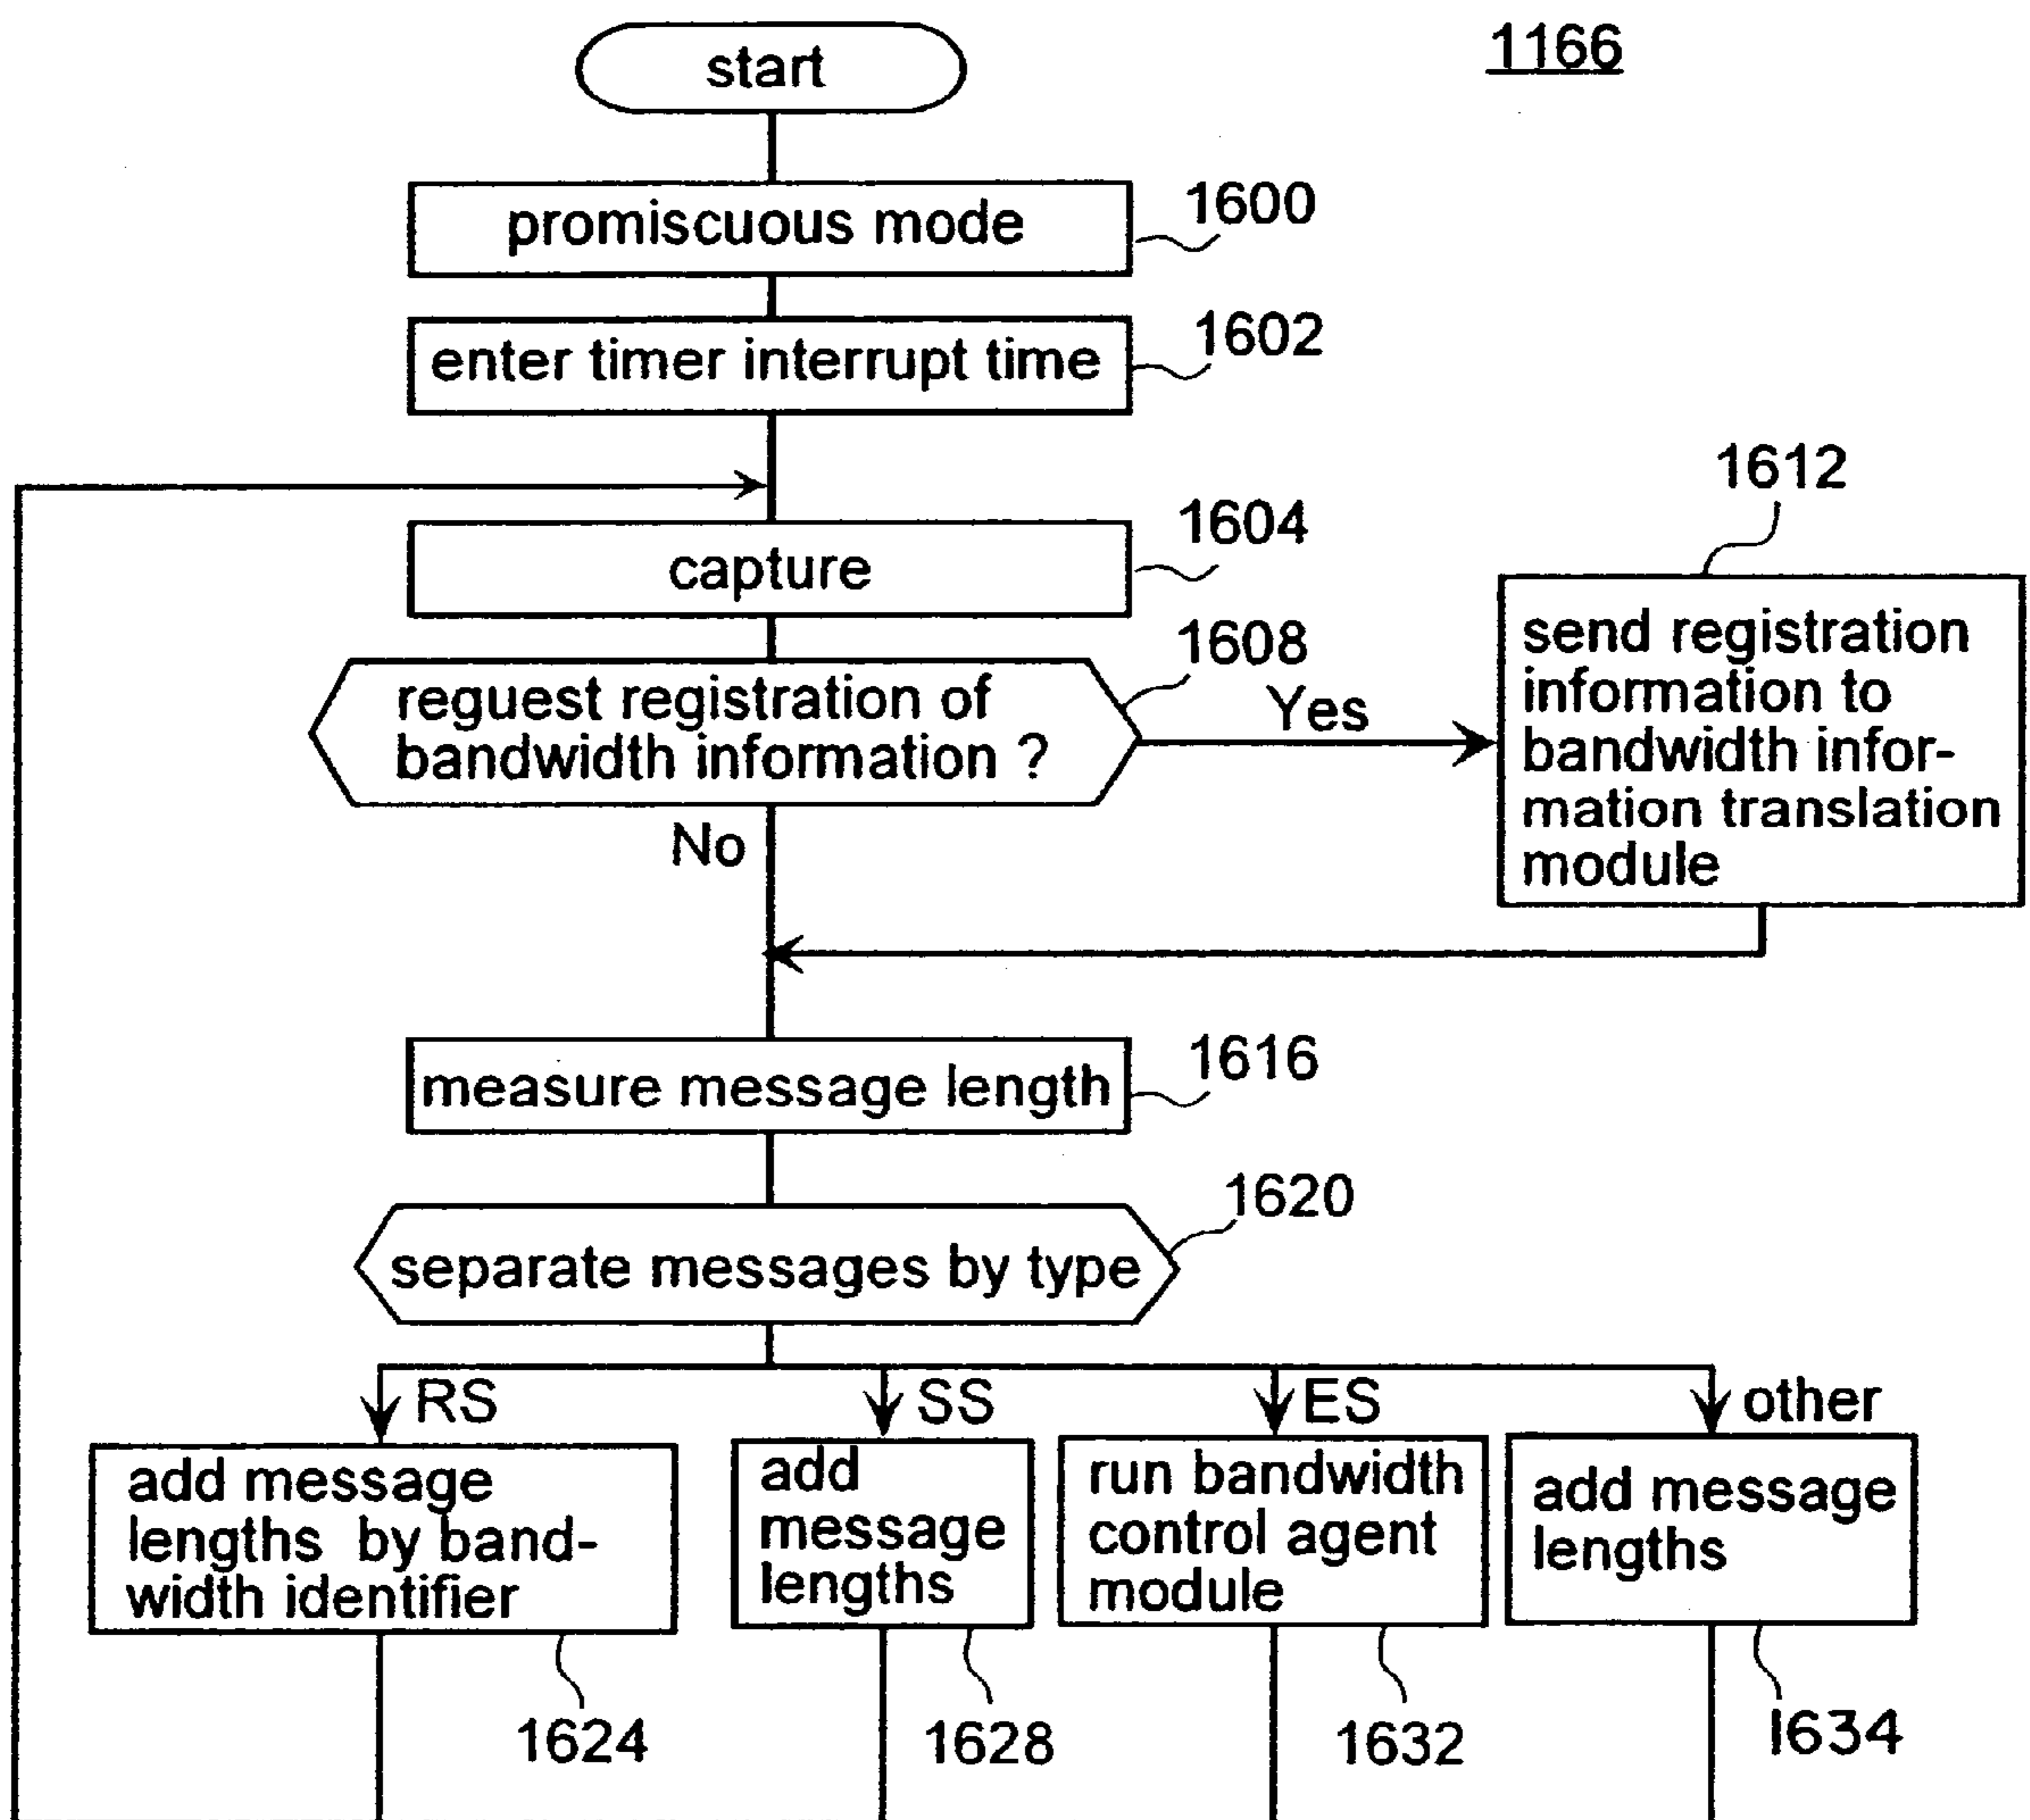 1166
start
promiscuous mode
1600
enter timer interrupt time
1602
capture
1604
1612
reguest registration of
bandwidth information ?
1608
Yes
send registration
information to
bandwidth infor-
mation translation
module
No
measure message length
1616
separate messages by type
1620
RS
SS
ES
other
add message
lengths by band-
width identifier
add
message
lengths
run bandwidth
control agent
module
add message
lengths
1624
1628
1632
1634